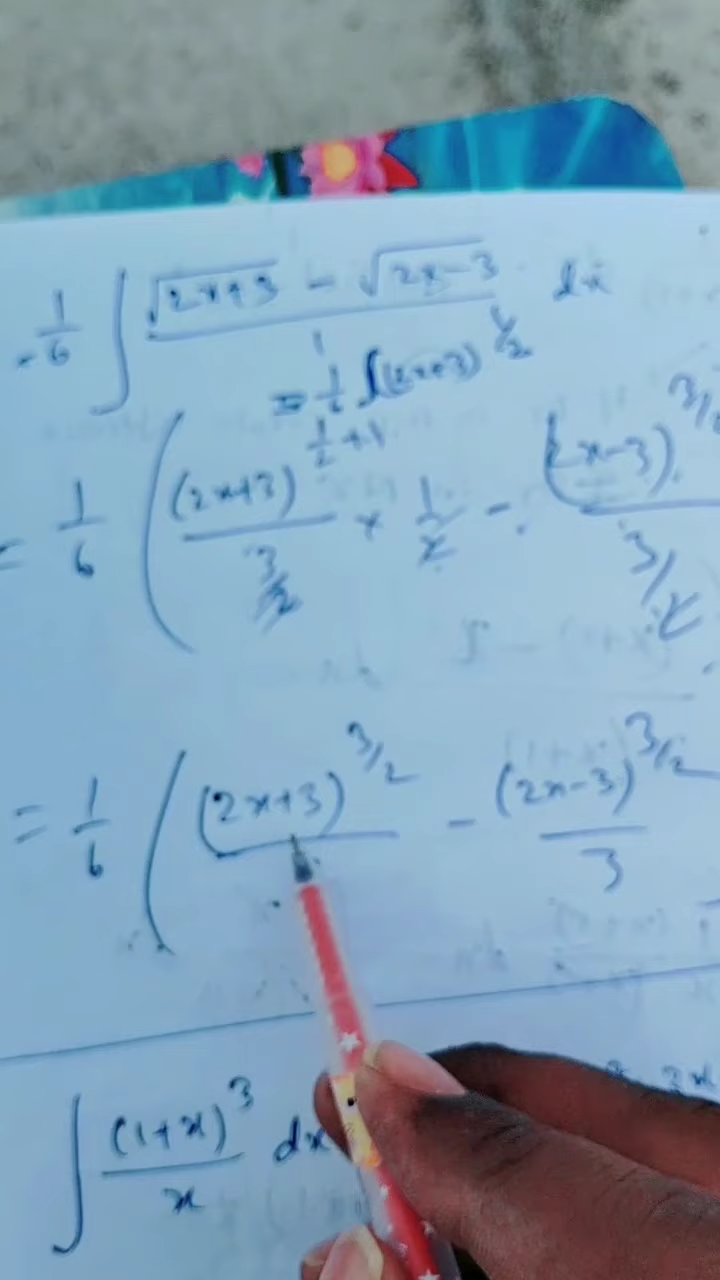 - 1/6 ∫ (√(2x+3) - √(2x-3))/1 dx
= 1/6 ∫(2x+3)^(1/2)
= 1/6 ( (2x+3)^(1/2+1)/(3/2) × 1/2 - (2x-3)^(3/2)/(3/2)
= 1/6 ( (2x+3)^(3/2) - (2x-3)^(3/2)/3
∫ (1+x)^3/x dx